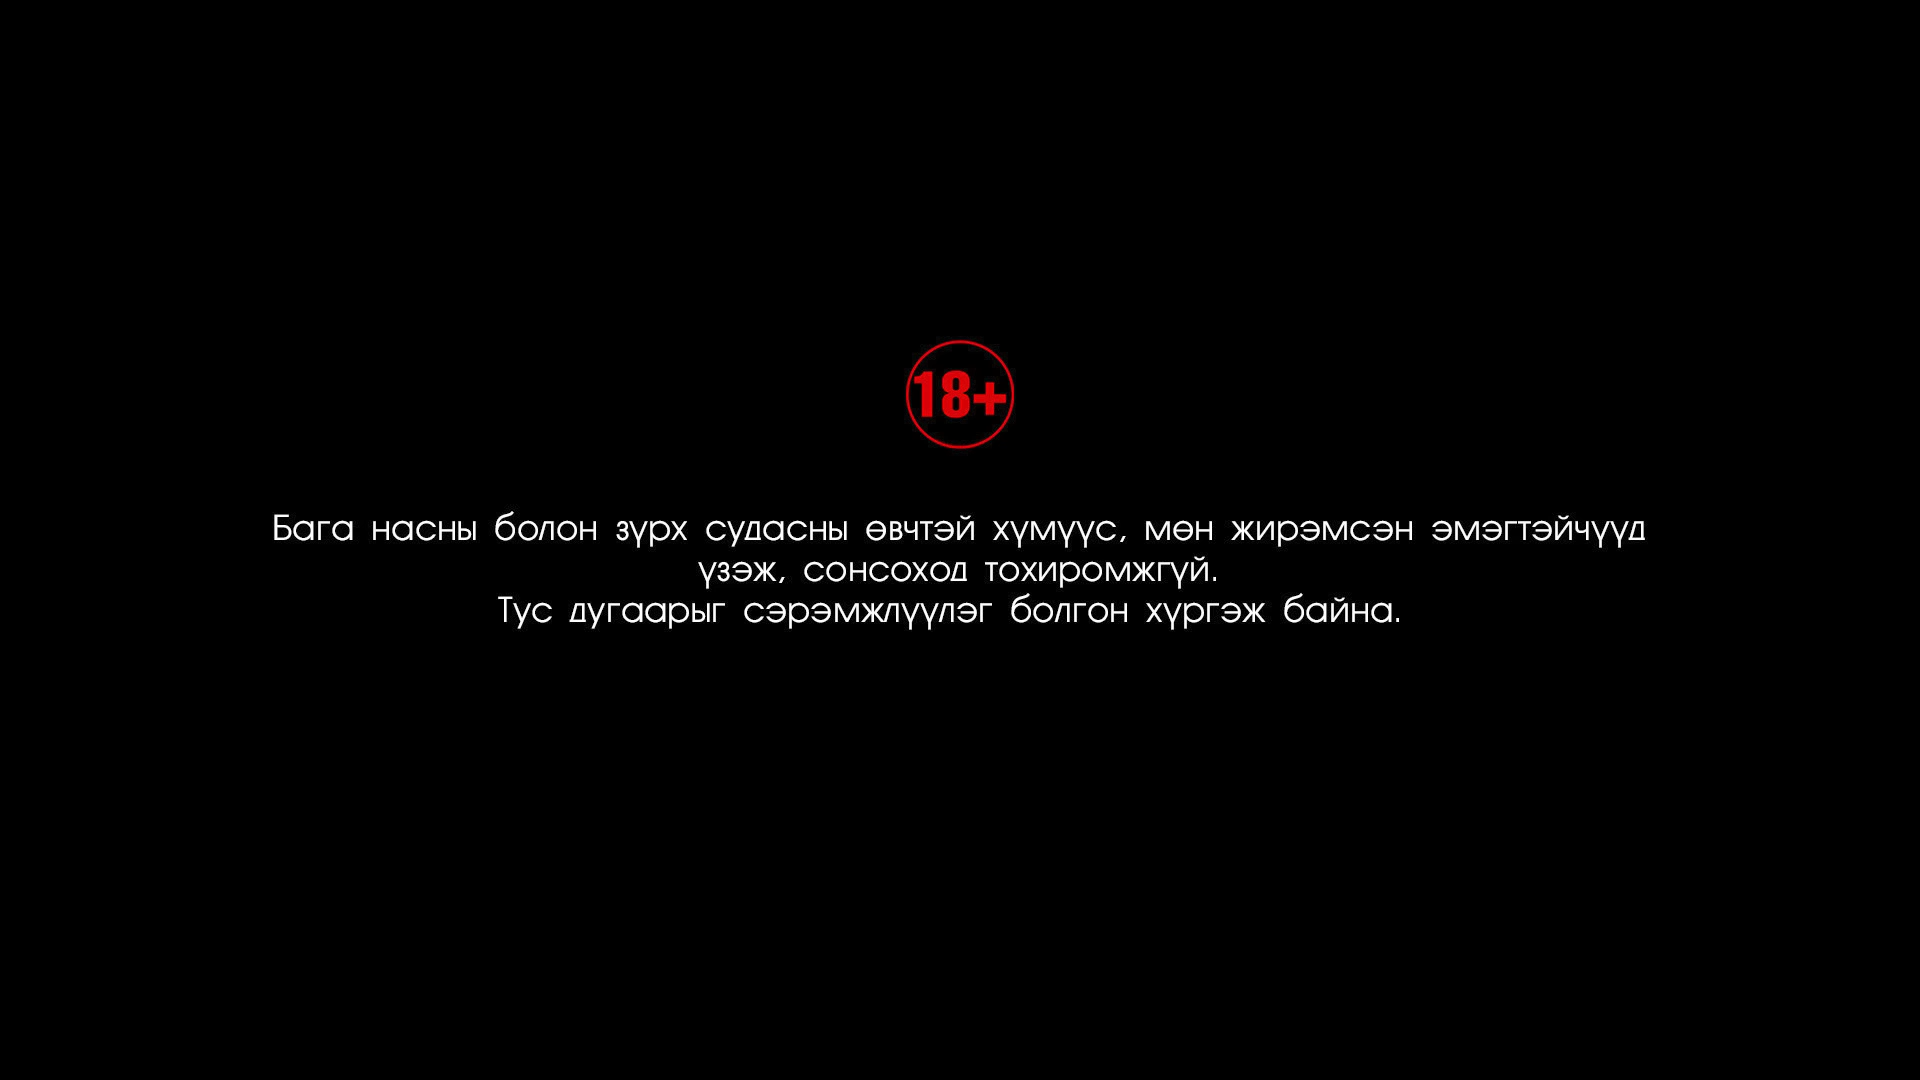 18+
Бага насны болон зүрх судасны өвчтэй хүмүүс, мөн жирэмсэн эмэгтэйчүүд
үзэж, сонсоход тохиромжгүй.
Тус дугаарыг сэрэмжлүүлэг болгон хүргэж байна.